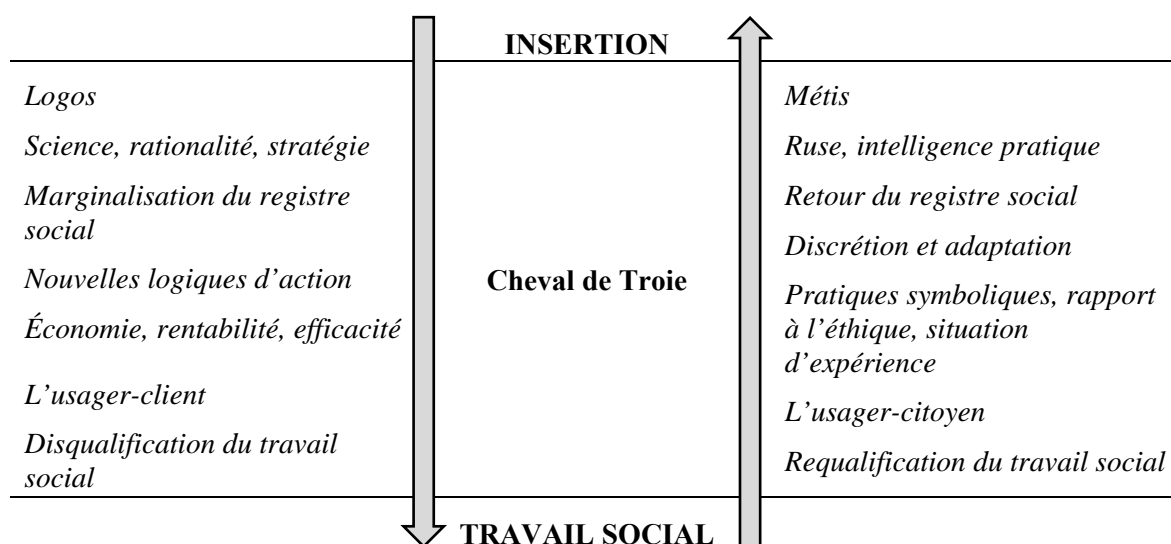 INSERTION
Logos
Science, rationalité, stratégie
Marginalisation du registre
social
Nouvelles logiques d’action
Économie, rentabilité, efficacité
L’usager-client
Disqualification du travail
social
Cheval de Troie
Métis
Ruse, intelligence pratique
Retour du registre social
Discrétion et adaptation
Pratiques symboliques, rapport
à l’éthique, situation
d’expérience
L’usager-citoyen
Requalification du travail social
TRAVAIL SOCIAL